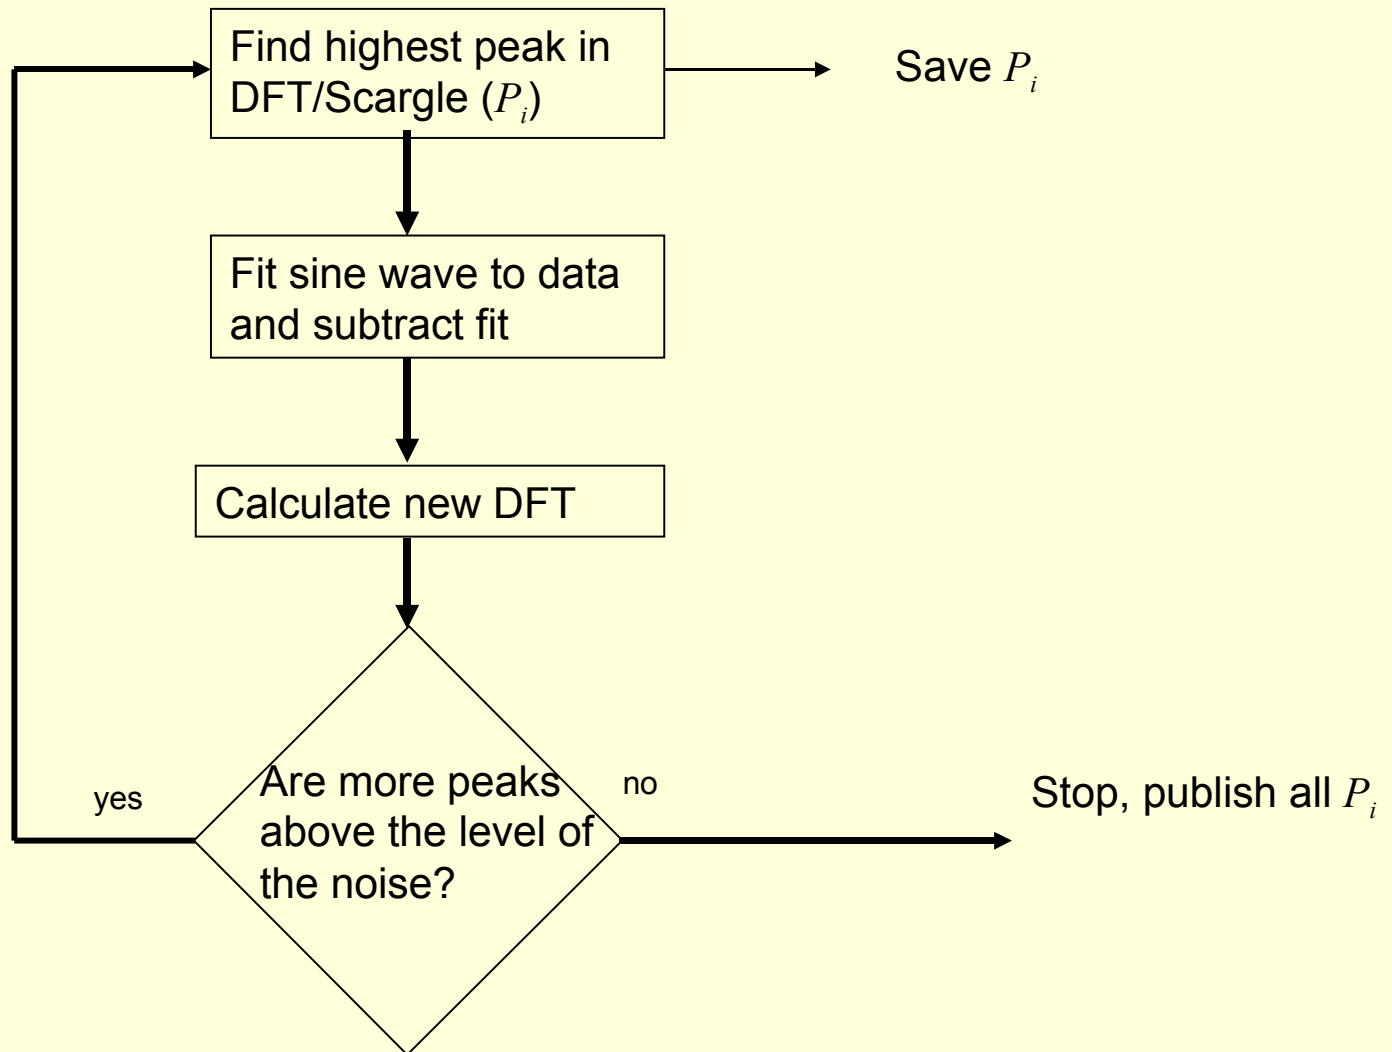 Find highest peak in
DFT/Scargle (Pi)
Save Pi
Fit sine wave to data
and subtract fit
Calculate new DFT
Are more peaks
above the level of
the noise?
yes
no
Stop, publish all Pi